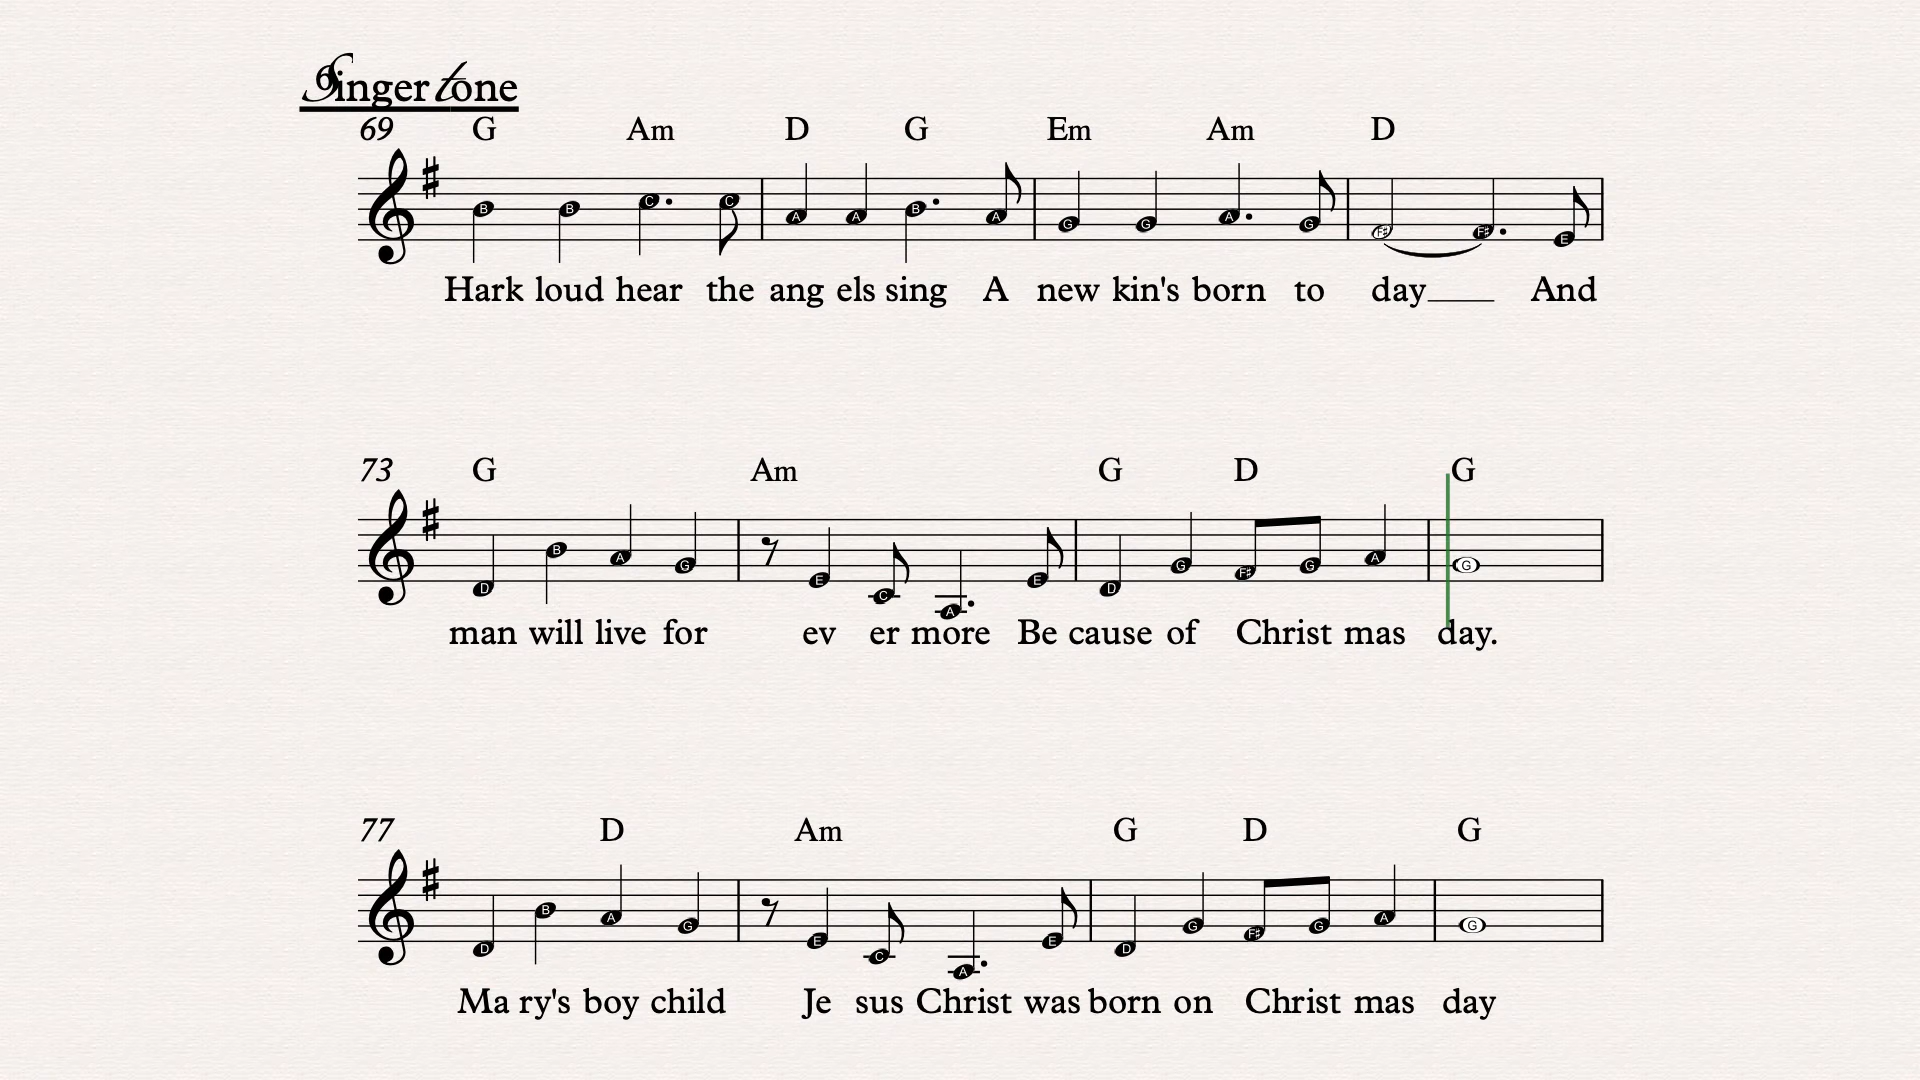 Singertone
69 G Am D G Em Am D
B B C C A A B A G G A G F# F# E
Hark loud hear the ang els sing A new kin's born to day And
73 G Am G D G
D B A G E C A E D G F# G A G
man will live for ev er more Be cause of Christ mas day.
77 D Am G D G
D B A G E C A E D G F# G A G
Ma ry's boy child Je sus Christ was born on Christ mas day